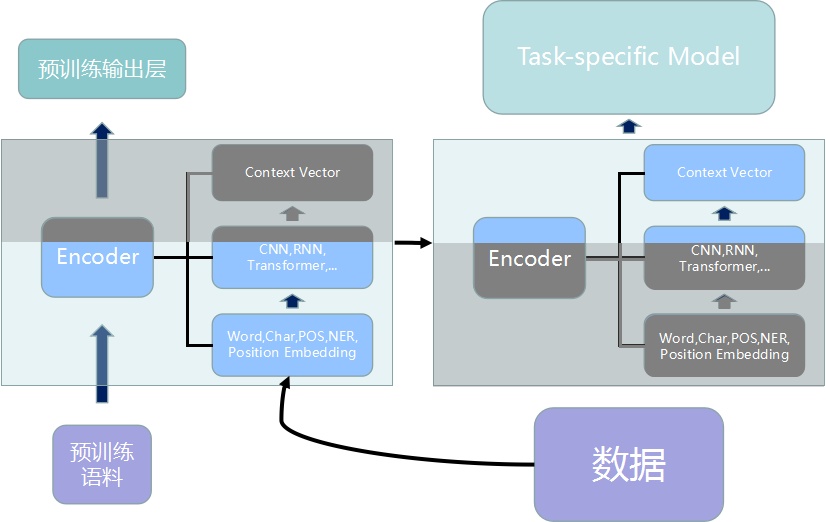 预训练输出层
Task-specific Model
Context Vector
Encoder
CNN,RNN,
Transformer,...
Word,Char,POS,NER,
Position Embedding
Context Vector
Encoder
CNN,RNN,
Transformer,...
Word,Char,POS,NER,
Position Embedding
预训练
语料
数据